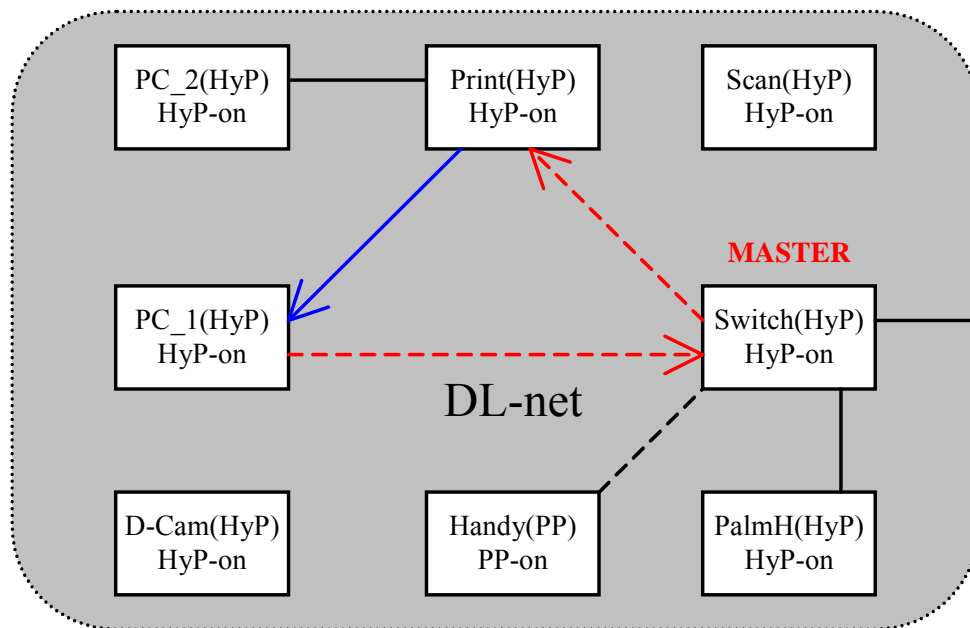 PC_2(HyP)
HyP-on
Print(HyP)
HyP-on
Scan(HyP)
HyP-on
MASTER
PC_1(HyP)
HyP-on
Switch(HyP)
HyP-on
DL-net
D-Cam(HyP)
HyP-on
Handy(PP)
PP-on
PalmH(HyP)
HyP-on